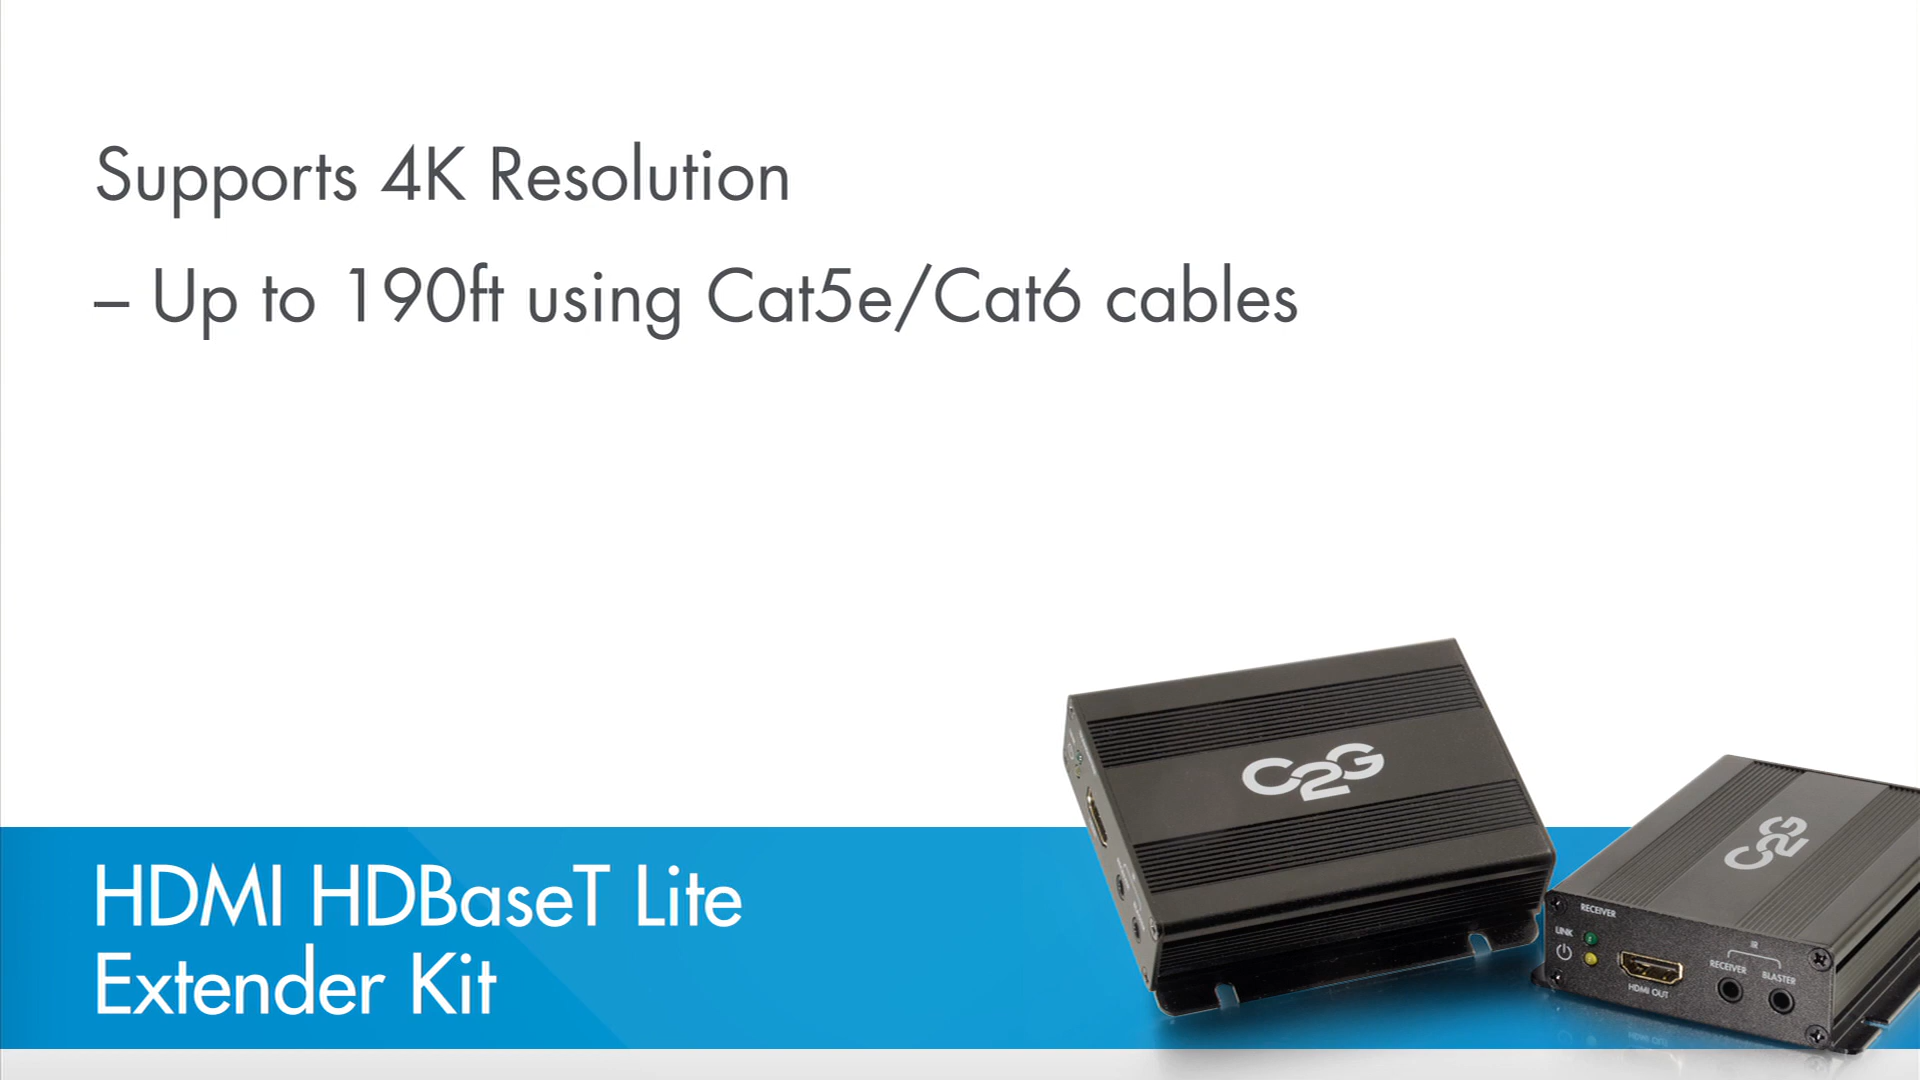 Supports 4K Resolution
– Up to 190ft using Cat5e/Cat6 cables
HDMI HDBaseT Lite
Extender Kit
C2G
C2G
RECEIVER
LINK
IR
RECEIVER
BLASTER
HDMI OUT